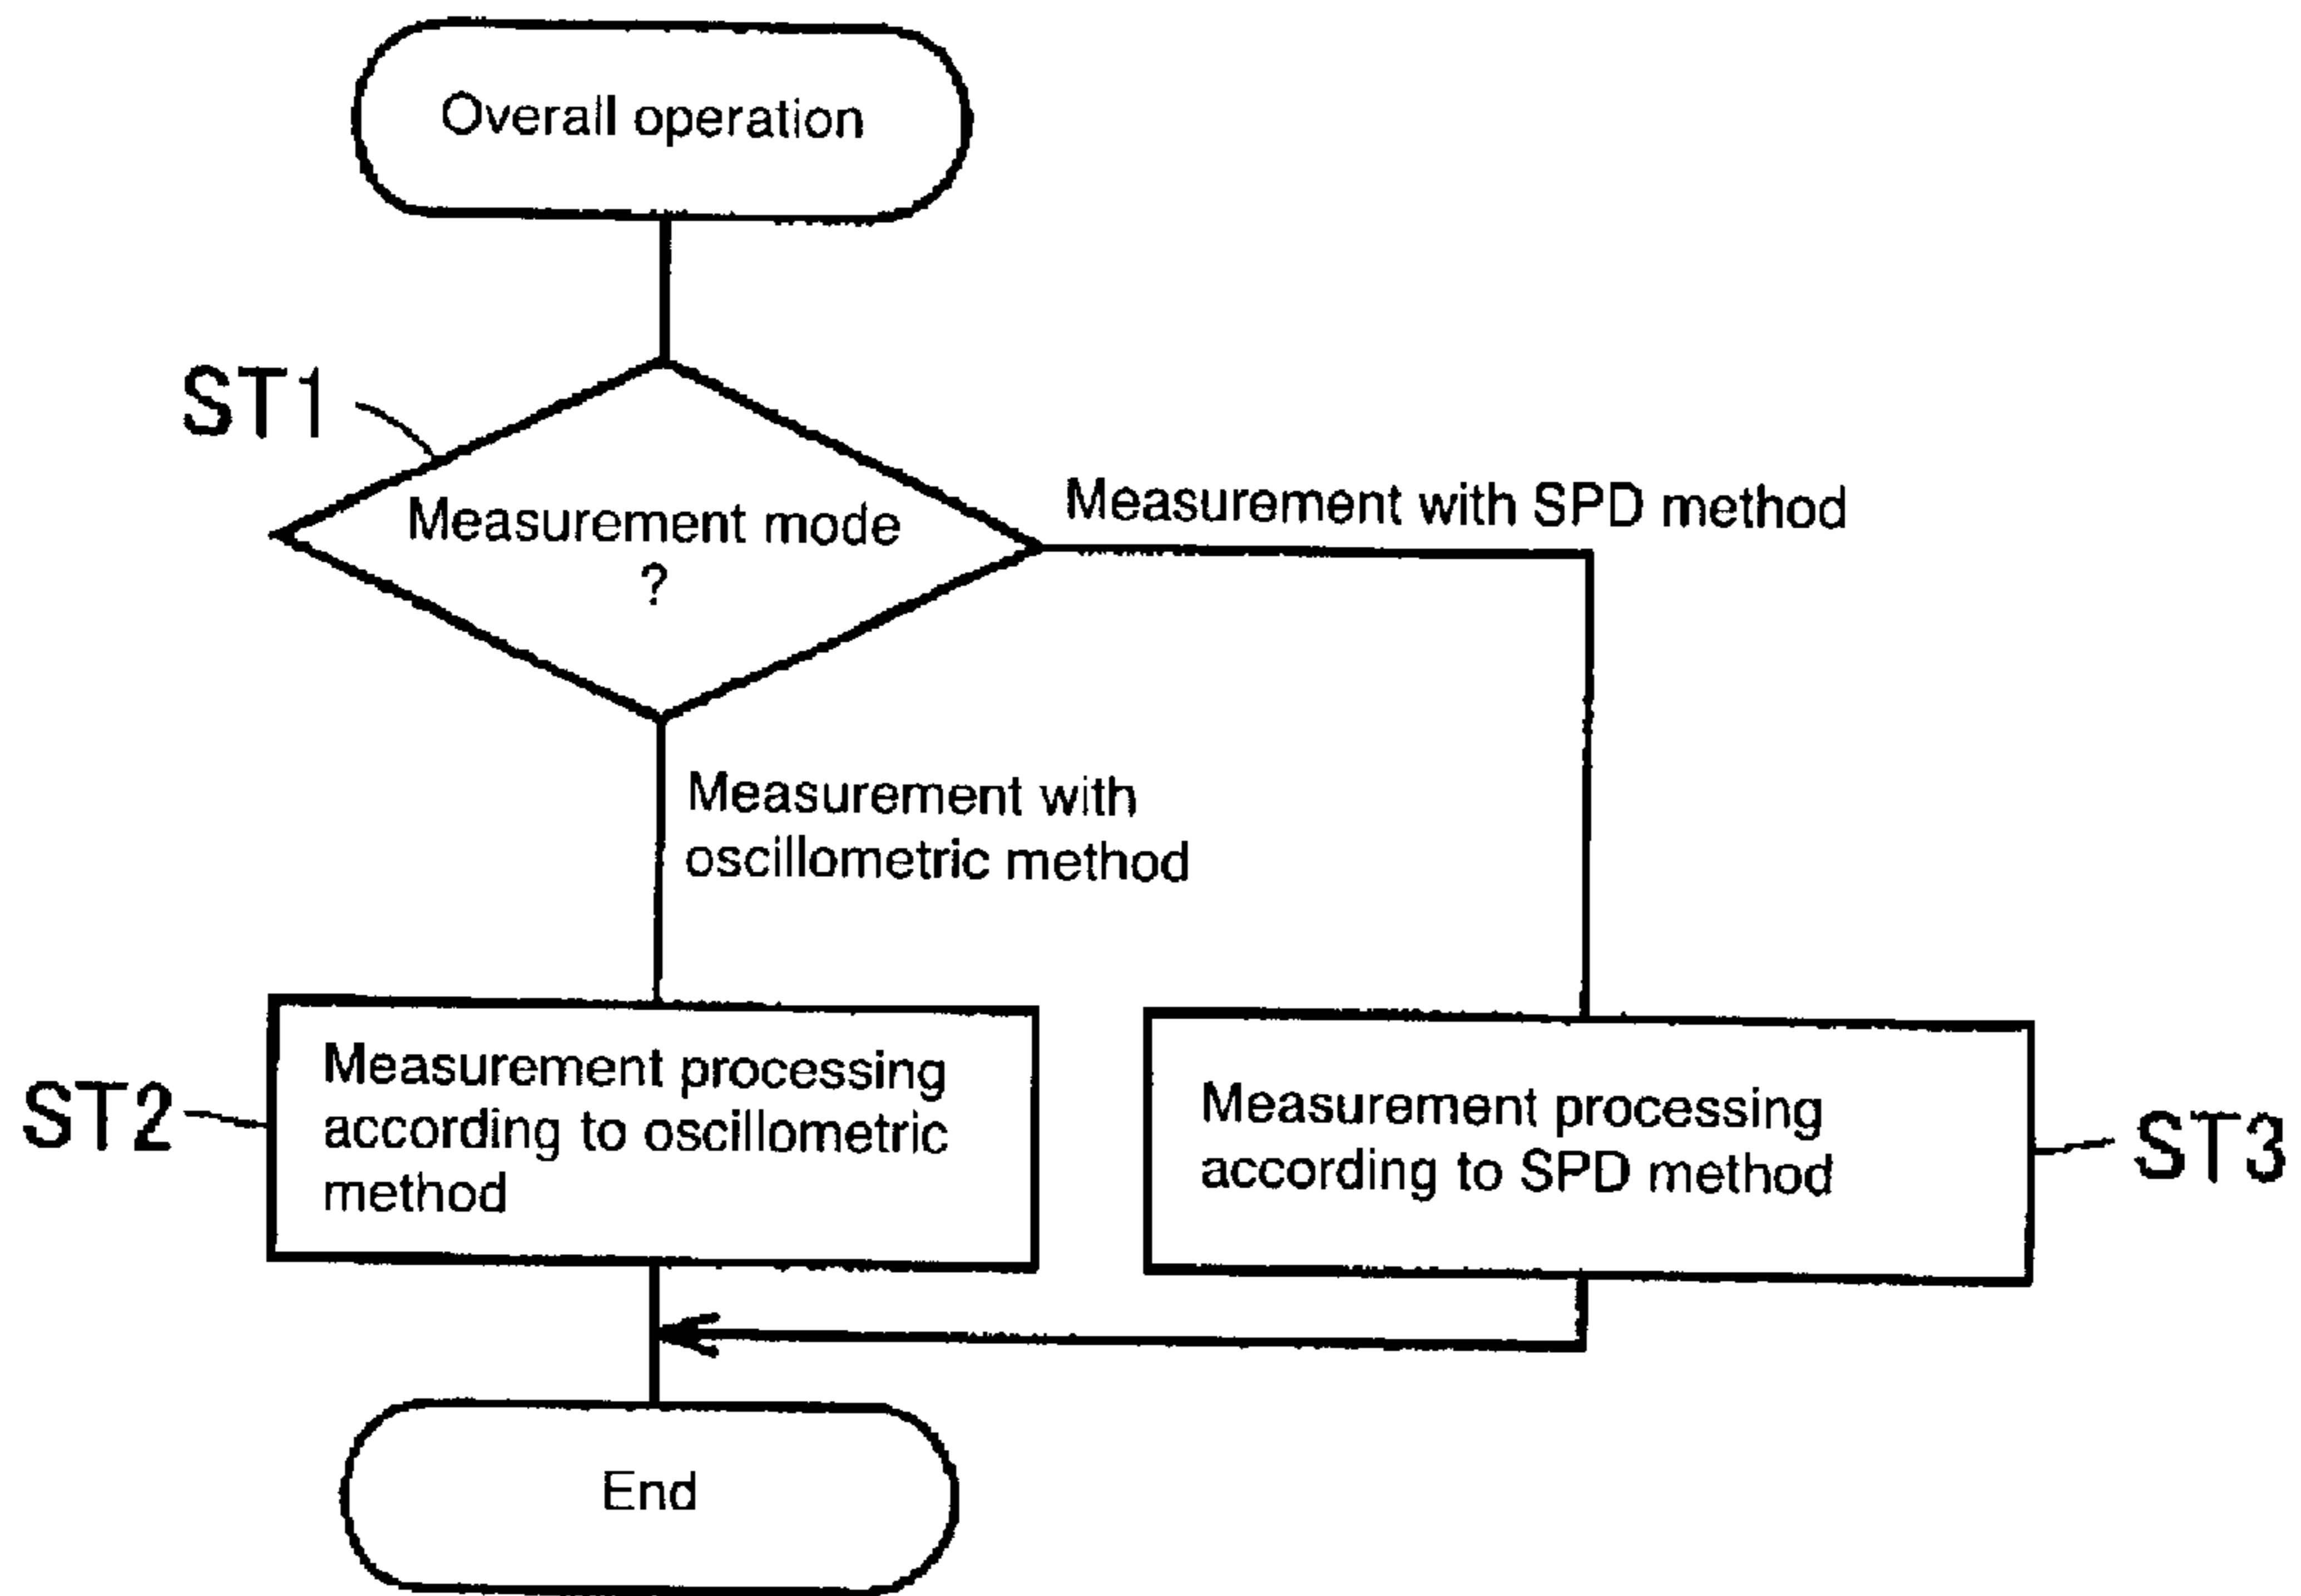 Overall operation
ST1
Measurement mode
?
Measurement with SPD method
Measurement with
oscillometric method
ST2
Measurement processing
according to oscillometric
method
Measurement processing
according to SPD method
ST3
End